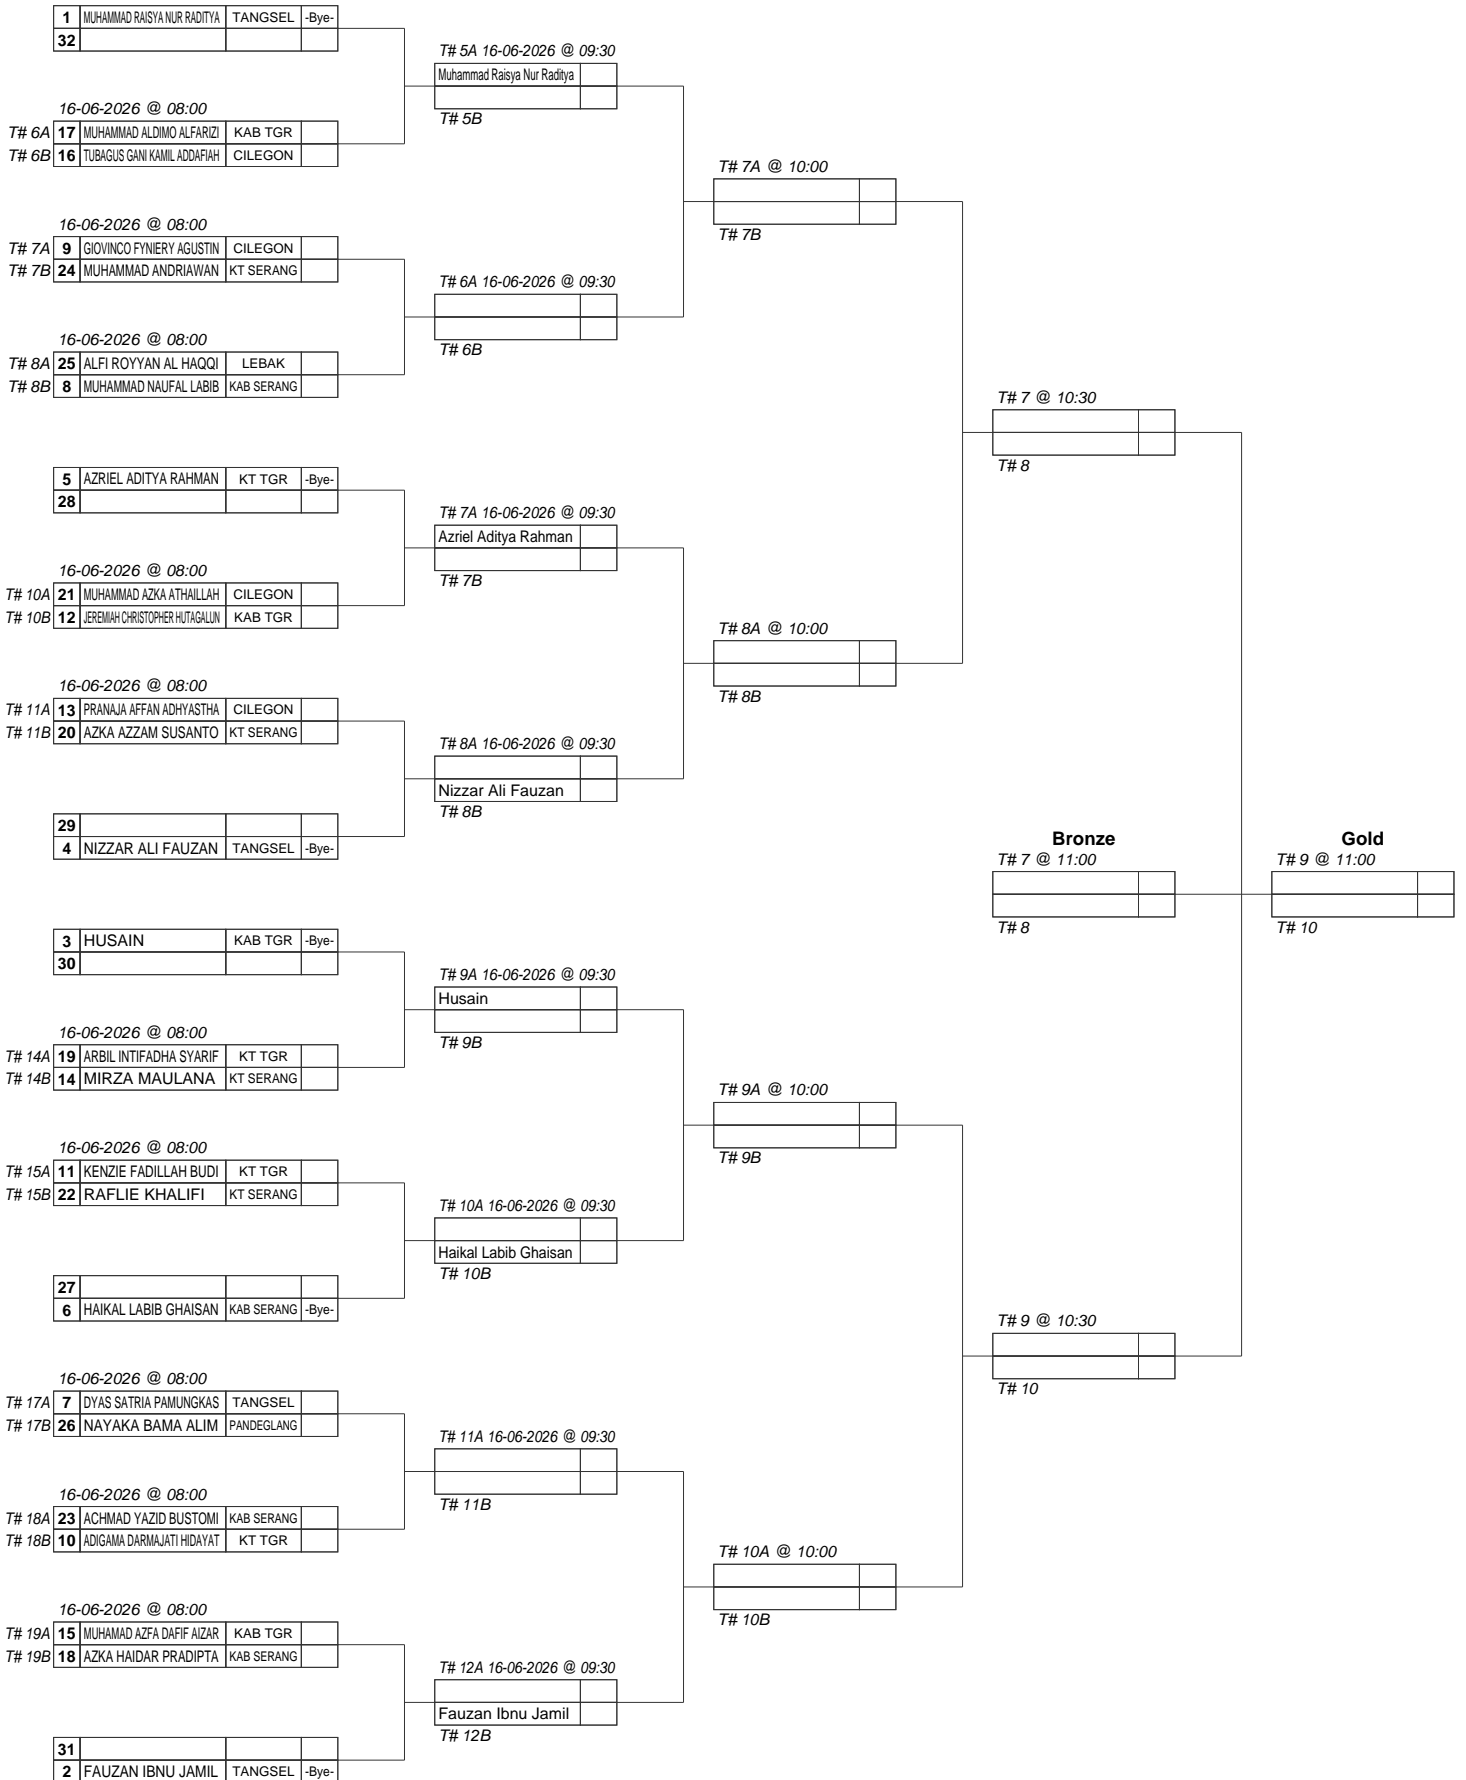 1 MUHAMMAD RAISYA NUR RADITYA TANGSEL -Bye-
32
T# 5A 16-06-2026 @ 09:30
Muhammad Raisya Nur Raditya
T# 5B
16-06-2026 @ 08:00
T# 6A 17 MUHAMMAD ALDIMO ALFARIZI KAB TGR
T# 6B 16 TUBAGUS GANI KAMIL ADDAFIAH CILEGON
T# 7A @ 10:00
T# 7B
16-06-2026 @ 08:00
T# 7A 9 GIOVINCO FYNIERY AGUSTIN CILEGON
T# 7B 24 MUHAMMAD ANDRIAWAN KT SERANG
T# 6A 16-06-2026 @ 09:30
T# 6B
16-06-2026 @ 08:00
T# 8A 25 ALFI ROYYAN AL HAQQI LEBAK
T# 8B 8 MUHAMMAD NAUFAL LABIB KAB SERANG
T# 7 @ 10:30
T# 8
5 AZRIEL ADITYA RAHMAN KT TGR -Bye-
28
T# 7A 16-06-2026 @ 09:30
Azriel Aditya Rahman
T# 7B
16-06-2026 @ 08:00
T# 10A 21 MUHAMMAD AZKA ATHAILLAH CILEGON
T# 10B 12 JEREMIAH CHRISTOPHER HUTAGALUN KAB TGR
T# 8A @ 10:00
T# 8B
16-06-2026 @ 08:00
T# 11A 13 PRANAJA AFFAN ADHYASTHA CILEGON
T# 11B 20 AZKA AZZAM SUSANTO KT SERANG
T# 8A 16-06-2026 @ 09:30
Nizzar Ali Fauzan
T# 8B
29
4 NIZZAR ALI FAUZAN TANGSEL -Bye-
Bronze
T# 7 @ 11:00
T# 8
Gold
T# 9 @ 11:00
T# 10
3 HUSAIN KAB TGR -Bye-
30
T# 9A 16-06-2026 @ 09:30
Husain
T# 9B
16-06-2026 @ 08:00
T# 14A 19 ARBIL INTIFADHA SYARIF KT TGR
T# 14B 14 MIRZA MAULANA KT SERANG
T# 9A @ 10:00
T# 9B
16-06-2026 @ 08:00
T# 15A 11 KENZIE FADILLAH BUDI KT TGR
T# 15B 22 RAFLIE KHALIFI KT SERANG
T# 10A 16-06-2026 @ 09:30
Haikal Labib Ghaisan
T# 10B
27
6 HAIKAL LABIB GHAISAN KAB SERANG -Bye-
T# 9 @ 10:30
T# 10
16-06-2026 @ 08:00
T# 17A 7 DYAS SATRIA PAMUNGKAS TANGSEL
T# 17B 26 NAYAKA BAMA ALIM PANDEGLANG
T# 11A 16-06-2026 @ 09:30
T# 11B
16-06-2026 @ 08:00
T# 18A 23 ACHMAD YAZID BUSTOMI KAB SERANG
T# 18B 10 ADIGAMA DARMAJATI HIDAYAT KT TGR
T# 10A @ 10:00
T# 10B
16-06-2026 @ 08:00
T# 19A 15 MUHAMAD AZFA DAFIF AIZAR KAB TGR
T# 19B 18 AZKA HAIDAR PRADIPTA KAB SERANG
T# 12A 16-06-2026 @ 09:30
Fauzan Ibnu Jamil
T# 12B
31
2 FAUZAN IBNU JAMIL TANGSEL -Bye-